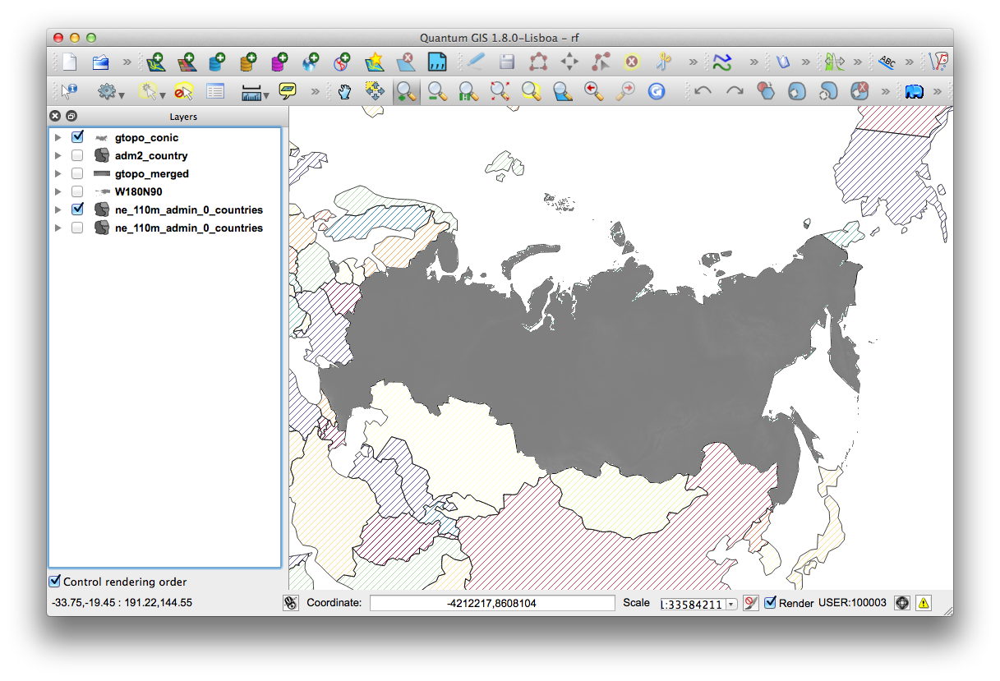 Quantum GIS 1.8.0-Lisboa – rf
ABC
Layers
gtopo_conic
adm2_country
gtopo_merged
W180N90
ne_110m_admin_0_countries
ne_110m_admin_0_countries
Control rendering order
-33.75,-19.45 : 191.22,144.55
Coordinate:
-4212217,8608104
Scale
1:33584211
Render
USER:100003